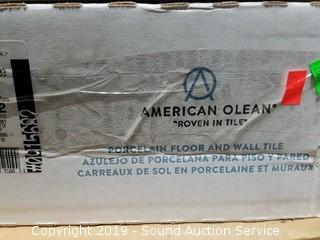 AMERICAN OLEAN®
"ROVEN IN TILE"
PORCELAIN FLOOR AND WALL TILE
AZULEJO DE PORCELANA PARA PISO Y PARED
CARREAUX DE SOL EN PORCELAINE ET MURAUX
Copyright 2019 - Sound Auction Service